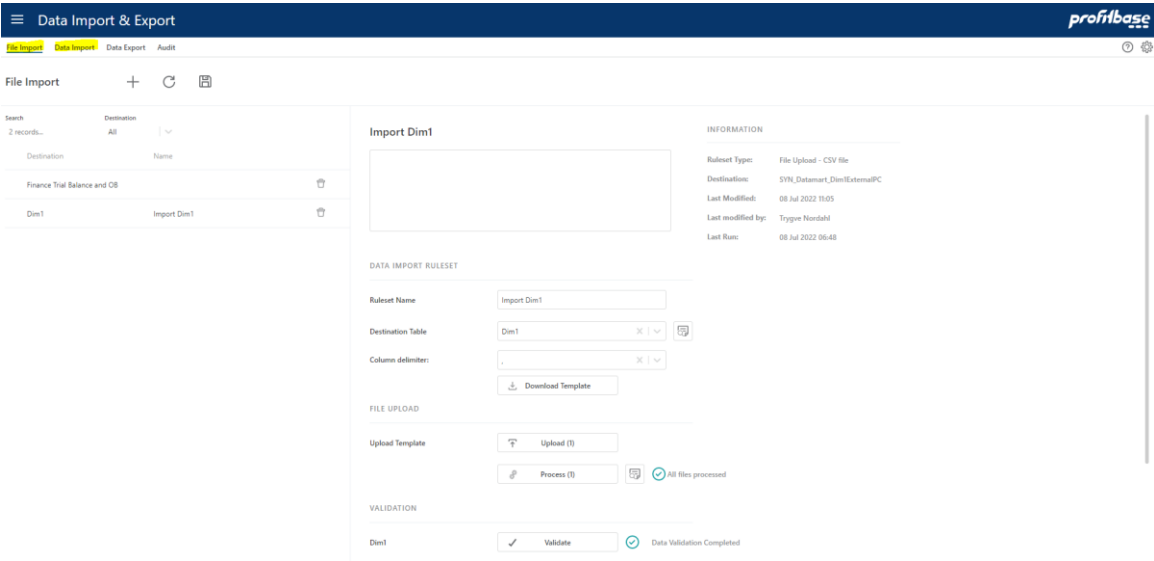 Data Import & Export
profitbase
File Import Data Import Data Export Audit
File Import
Search Destination
2 records... All
Destination Name
Finance Trial Balance and OB
Dim1 Import Dim1
Import Dim1
INFORMATION
Ruleset Type: File Upload - CSV file
Destination: SYN_Datamart_Dim1ExternalPC
Last Modified: 08 Jul 2022 11:05
Last modified by: Trygve Nordahl
Last Run: 08 Jul 2022 06:48
DATA IMPORT RULESET
Ruleset Name Import Dim1
Destination Table Dim1
Column delimiter: ,
Download Template
FILE UPLOAD
Upload Template Upload (1)
Process (1) All files processed
VALIDATION
Dim1 Validate Data Validation Completed